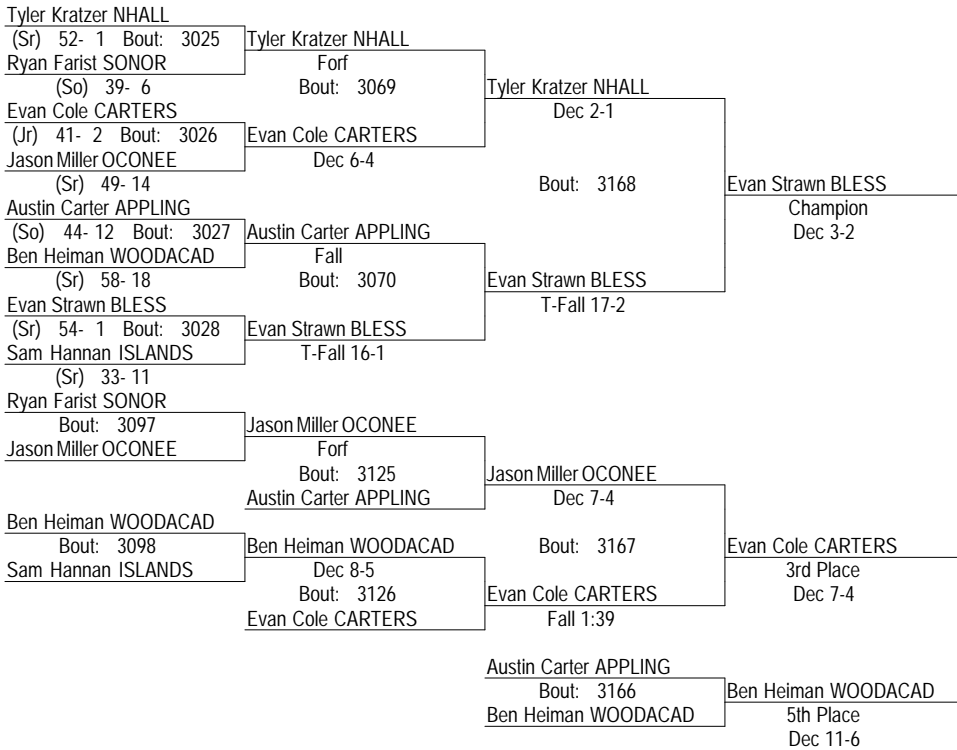 Tyler Kratzer NHALL
(Sr) 52- 1 Bout: 3025 Tyler Kratzer NHALL
Ryan Farist SONOR Forf
(So) 39- 6 Bout: 3069 Tyler Kratzer NHALL
Evan Cole CARTERS Dec 2-1
(Jr) 41- 2 Bout: 3026 Evan Cole CARTERS
Jason Miller OCONEE Dec 6-4
(Sr) 49- 14 Bout: 3168 Evan Strawn BLESS
Austin Carter APPLING Champion
(So) 44- 12 Bout: 3027 Austin Carter APPLING Dec 3-2
Ben Heiman WOODACAD Fall
(Sr) 58- 18 Bout: 3070 Evan Strawn BLESS
Evan Strawn BLESS T-Fall 17-2
(Sr) 54- 1 Bout: 3028 Evan Strawn BLESS
Sam Hannan ISLANDS T-Fall 16-1
(Sr) 33- 11
Ryan Farist SONOR
Bout: 3097 Jason Miller OCONEE
Jason Miller OCONEE Forf
Bout: 3125 Jason Miller OCONEE
Austin Carter APPLING Dec 7-4
Ben Heiman WOODACAD
Bout: 3098 Ben Heiman WOODACAD Bout: 3167 Evan Cole CARTERS
Sam Hannan ISLANDS Dec 8-5 3rd Place
Bout: 3126 Evan Cole CARTERS Dec 7-4
Evan Cole CARTERS Fall 1:39
Austin Carter APPLING
Bout: 3166 Ben Heiman WOODACAD
Ben Heiman WOODACAD 5th Place
Dec 11-6